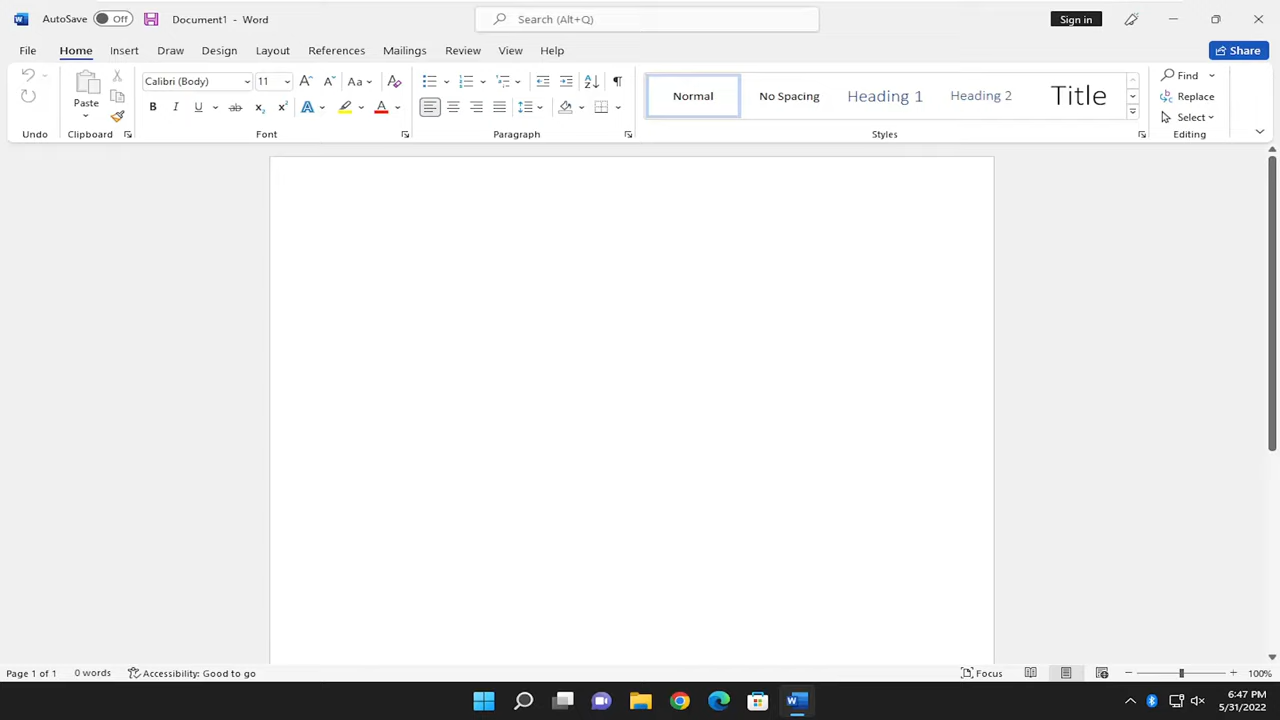 AutoSave Off Document1 - Word Search (Alt+Q) Sign in
File Home Insert Draw Design Layout References Mailings Review View Help Share
Paste Calibri (Body) 11 Aa Normal No Spacing Heading 1 Heading 2 Title Find
Replace
Select
Undo Clipboard Font Paragraph Styles Editing
Page 1 of 1 0 words Accessibility: Good to go Focus 100%
6:47 PM
5/31/2022